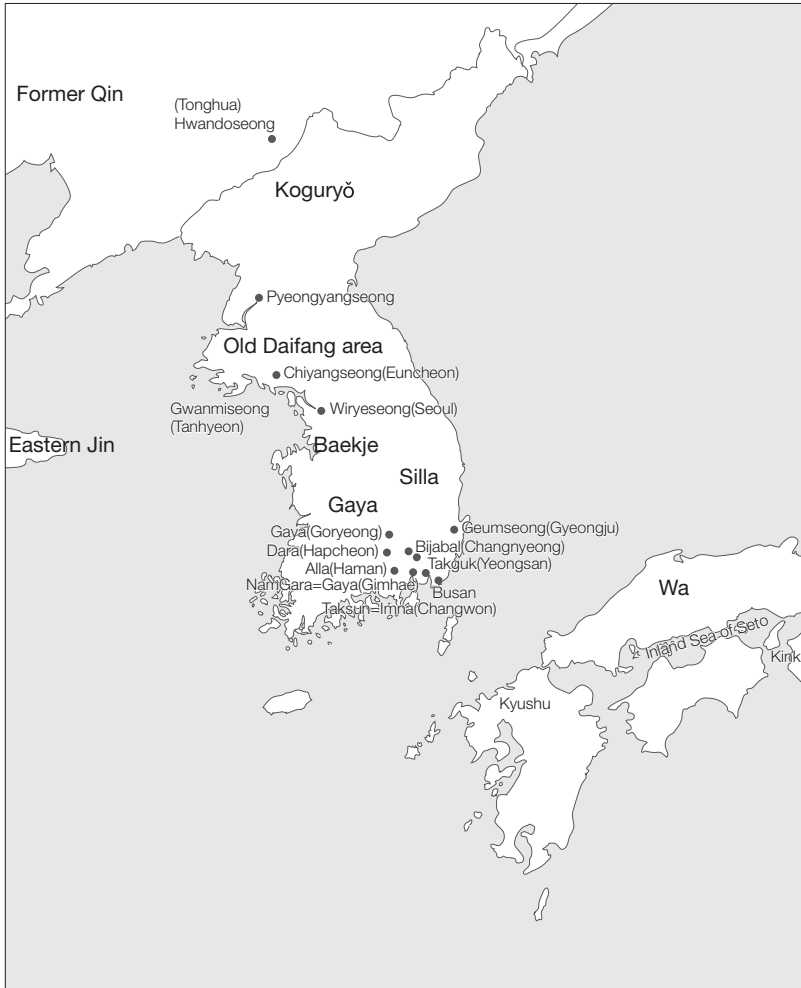 Former Qin
(Tonghua)
Hwandoseong
Koguryǒ
Pyeongyangseong
Old Daifang area
Chiyangseong(Euncheon)
Gwanmiseong
(Tanhyeon)
Wiryeseong(Seoul)
Eastern Jin
Baekje
Silla
Gaya
Geumseong(Gyeongju)
Gaya(Goryeong)
Bijabal(Changnyeong)
Dara(Hapcheon)
Takguk(Yeongsan)
Alla(Haman)
NamGara=Gaya(Gimhae)
Busan
Taksun=Imna(Changwon)
Wa
Inland Sea of Seto
Kink
Kyushu